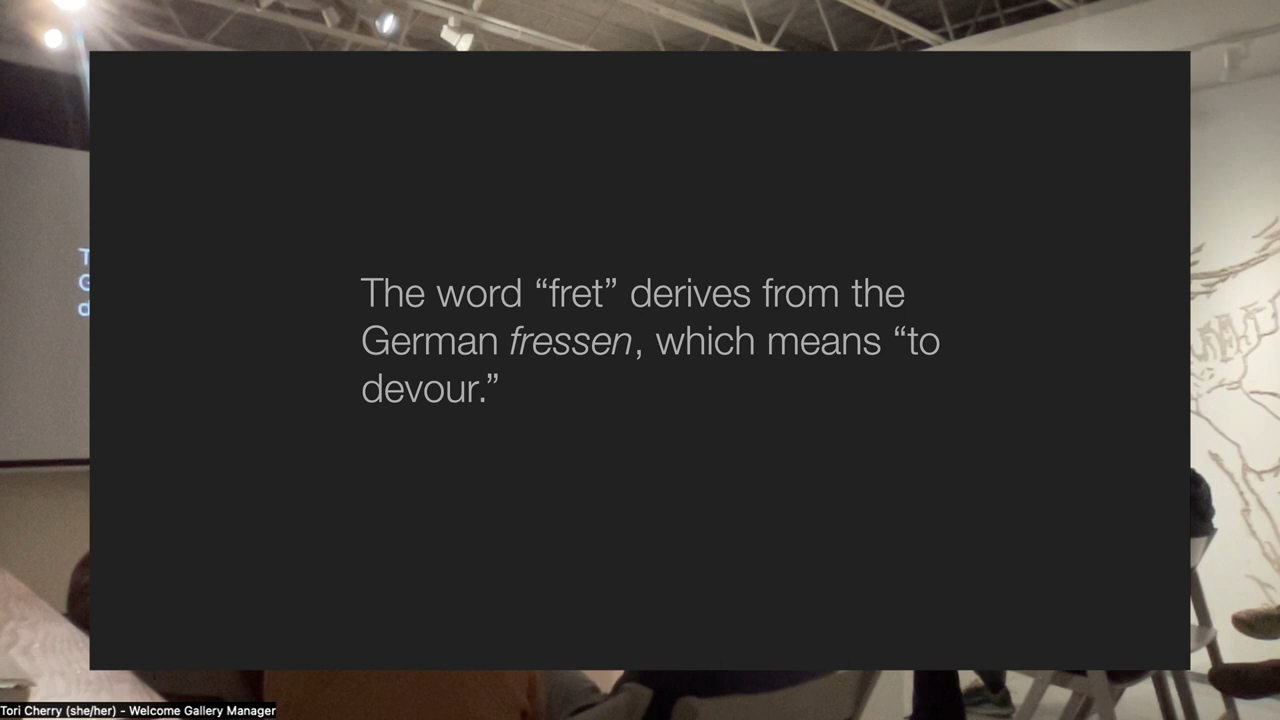 The word “fret” derives from the
German fressen, which means “to
devour.”
Tori Cherry (she/her) - Welcome Gallery Manager